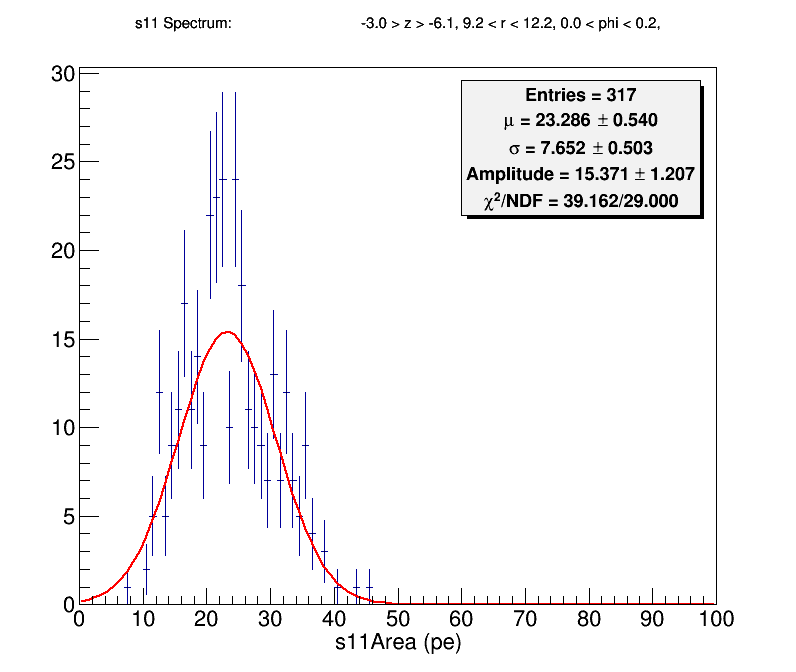 s11 Spectrum: -3.0 > z > -6.1, 9.2 < r < 12.2, 0.0 < phi < 0.2,
Entries = 317
μ = 23.286 ± 0.540
σ = 7.652 ± 0.503
Amplitude = 15.371 ± 1.207
χ²/NDF = 39.162/29.000
30
25
20
15
10
5
0
0 10 20 30 40 50 60 70 80 90 100
s11Area (pe)